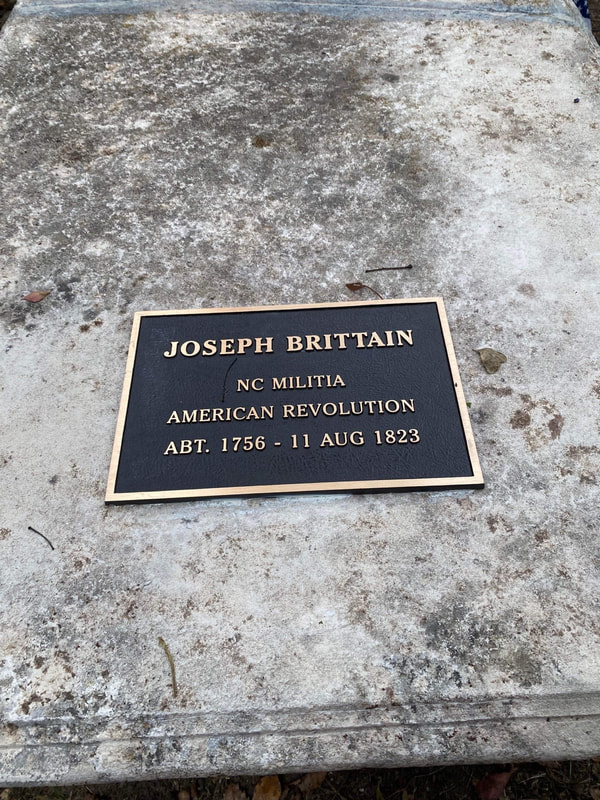 JOSEPH BRITTAIN
NC MILITIA
AMERICAN REVOLUTION
ABT. 1756 - 11 AUG 1823